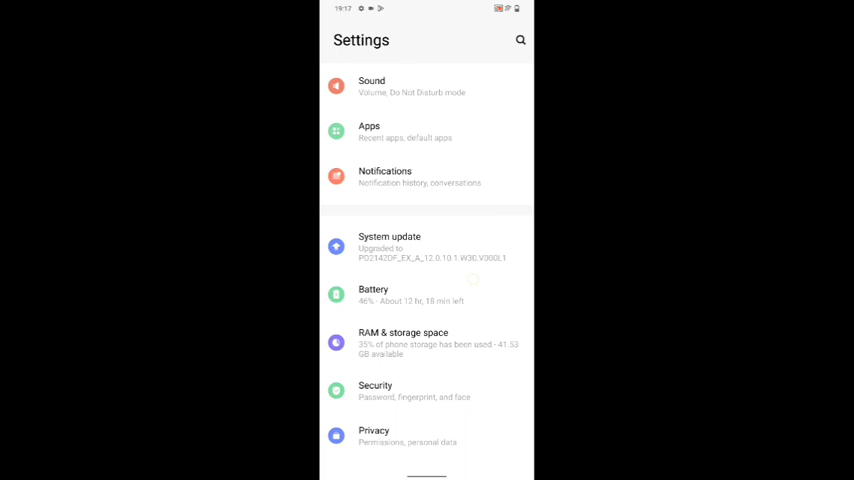 19:17
Settings
Sound
Volume, Do Not Disturb mode
Apps
Recent apps, default apps
Notifications
Notification history, conversations
System update
Upgraded to
PD2142DF_EX_A_12.0.10.1.W30.V000L1
Battery
46% - About 12 hr, 18 min left
RAM & storage space
35% of phone storage has been used - 41.53
GB available
Security
Password, fingerprint, and face
Privacy
Permissions, personal data